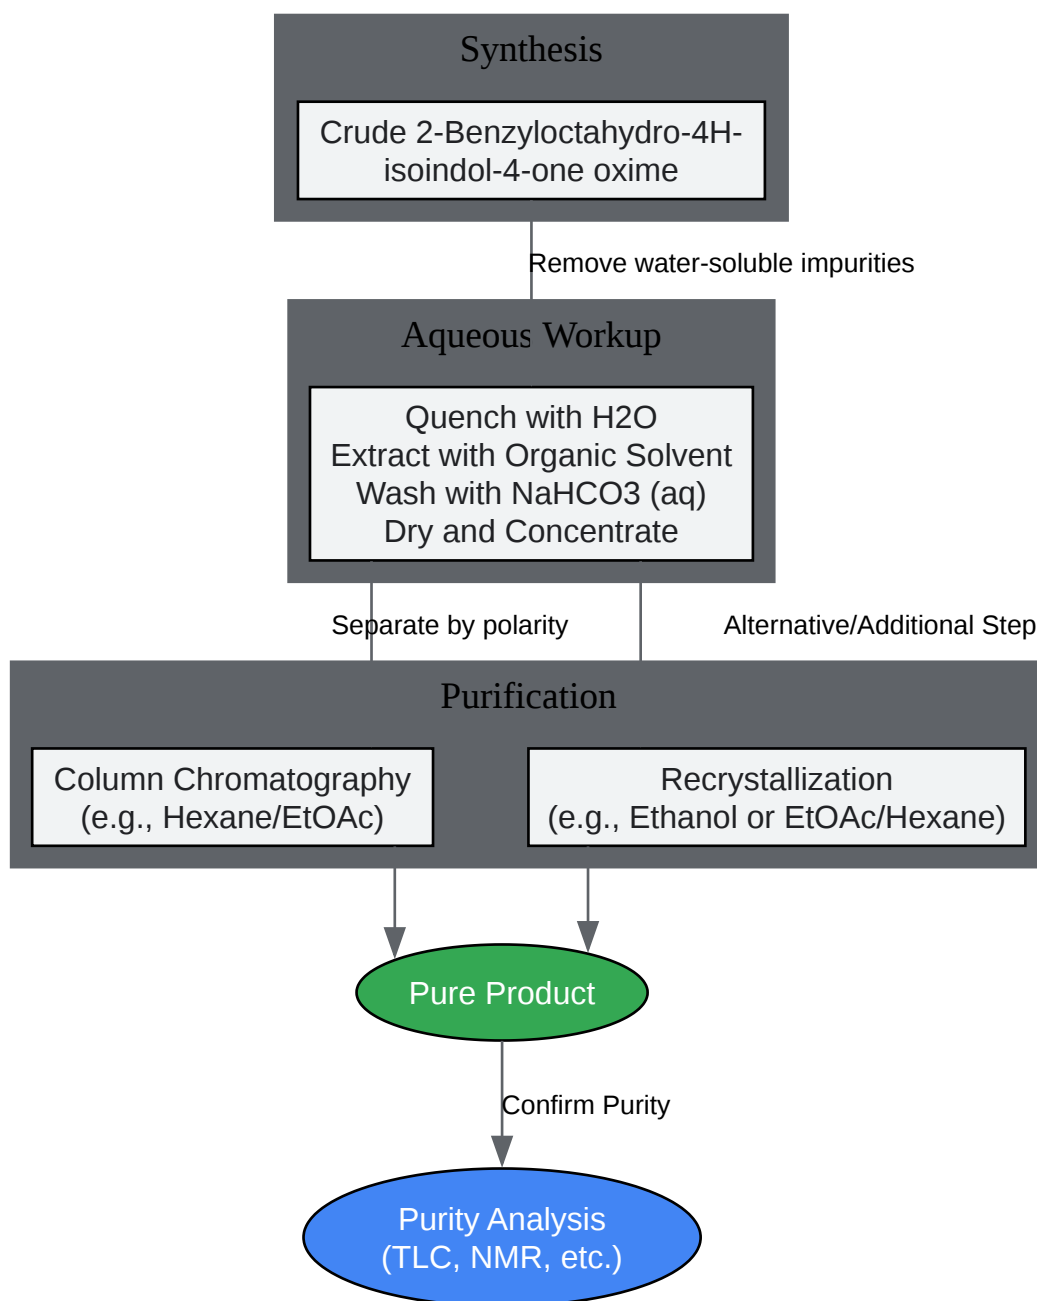 Synthesis
Crude 2-Benzyloctahydro-4H-
isoindol-4-one oxime
Remove water-soluble impurities
Aqueous Workup
Quench with H2O
Extract with Organic Solvent
Wash with NaHCO3 (aq)
Dry and Concentrate
Separate by polarity
Alternative/Additional Step
Purification
Column Chromatography
(e.g., Hexane/EtOAc)
Recrystallization
(e.g., Ethanol or EtOAc/Hexane)
Pure Product
Confirm Purity
Purity Analysis
(TLC, NMR, etc.)